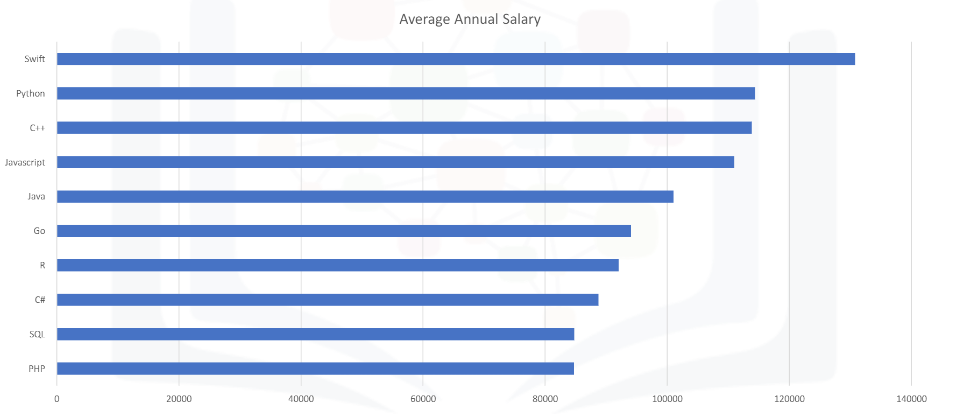 Average Annual Salary
Swift
Python
C++
Javascript
Java
Go
R
C#
SQL
PHP
0 20000 40000 60000 80000 100000 120000 140000